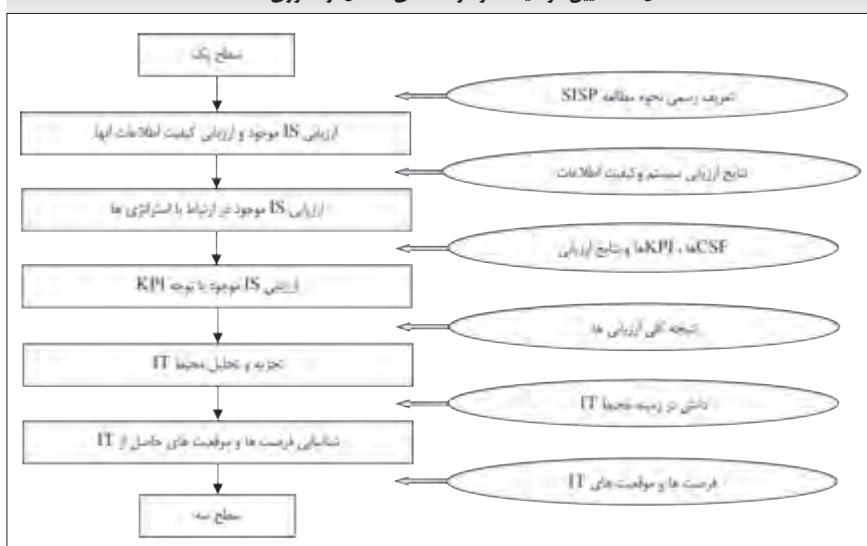 سطح یک
تعریف رسمی نحوه مطالعه SISP
ارزیابی IS موجود و ارزیابی کیفیت اطلاعات آنها
نتایج ارزیابی سیستم و کیفیت اطلاعات
ارزیابی IS موجود در ارتباط با استراتژی ها
CSFها، KPIها و نتایج ارزیابی
ارزیابی IS موجود با توجه KPI
نتیجه کلی ارزیابی ها
تجزیه و تحلیل محیط IT
دانش در زمینه محیط IT
شناسایی فرصت ها و موقعیت های حاصل از IT
فرصت ها و موقعیت های IT
سطح سه